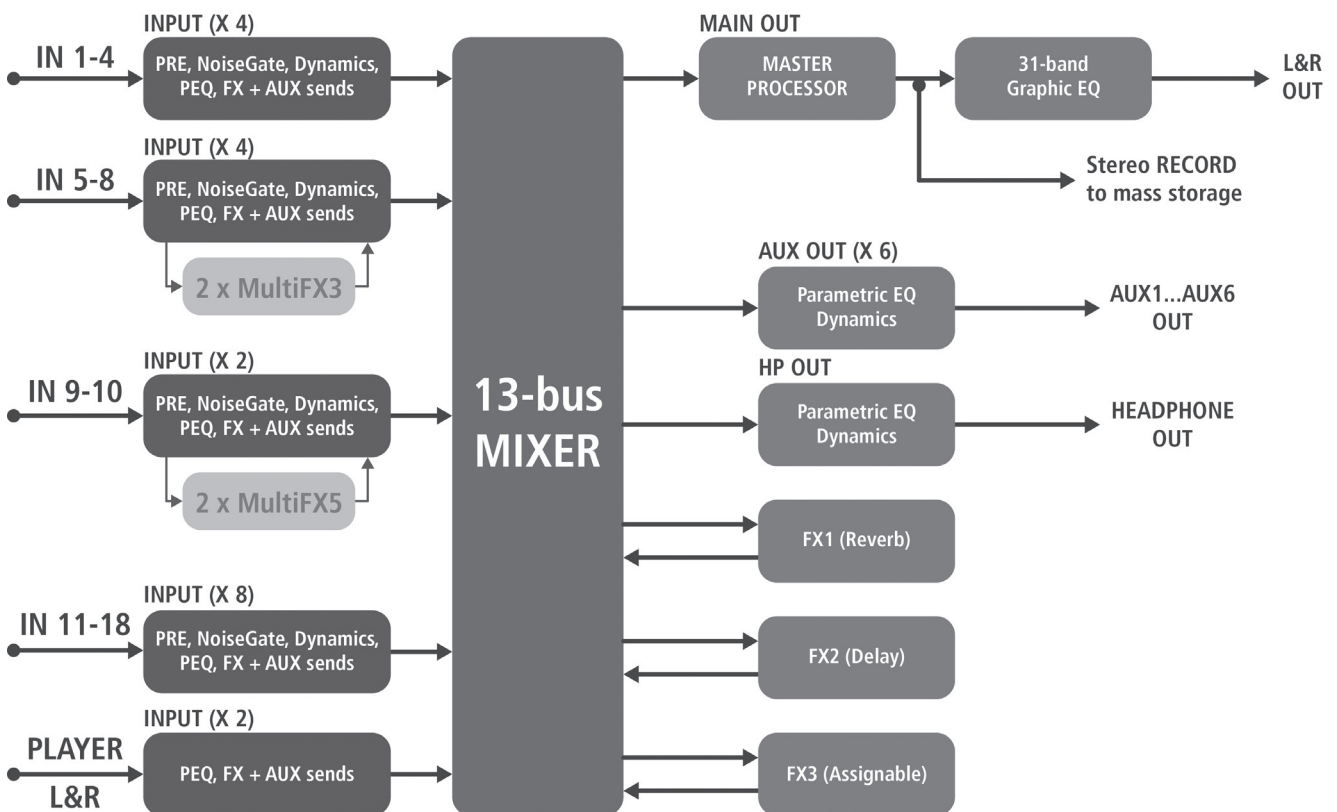 INPUT (X 4)
IN 1-4
PRE, NoiseGate, Dynamics,
PEQ, FX + AUX sends
INPUT (X 4)
IN 5-8
PRE, NoiseGate, Dynamics,
PEQ, FX + AUX sends
2 x MultiFX3
INPUT (X 2)
IN 9-10
PRE, NoiseGate, Dynamics,
PEQ, FX + AUX sends
2 x MultiFX5
INPUT (X 8)
IN 11-18
PRE, NoiseGate, Dynamics,
PEQ, FX + AUX sends
INPUT (X 2)
PLAYER
L&R
PEQ, FX + AUX sends
13-bus
MIXER
MAIN OUT
MASTER
PROCESSOR
31-band
Graphic EQ
L&R
OUT
Stereo RECORD
to mass storage
AUX OUT (X 6)
Parametric EQ
Dynamics
AUX1...AUX6
OUT
HP OUT
Parametric EQ
Dynamics
HEADPHONE
OUT
FX1 (Reverb)
FX2 (Delay)
FX3 (Assignable)